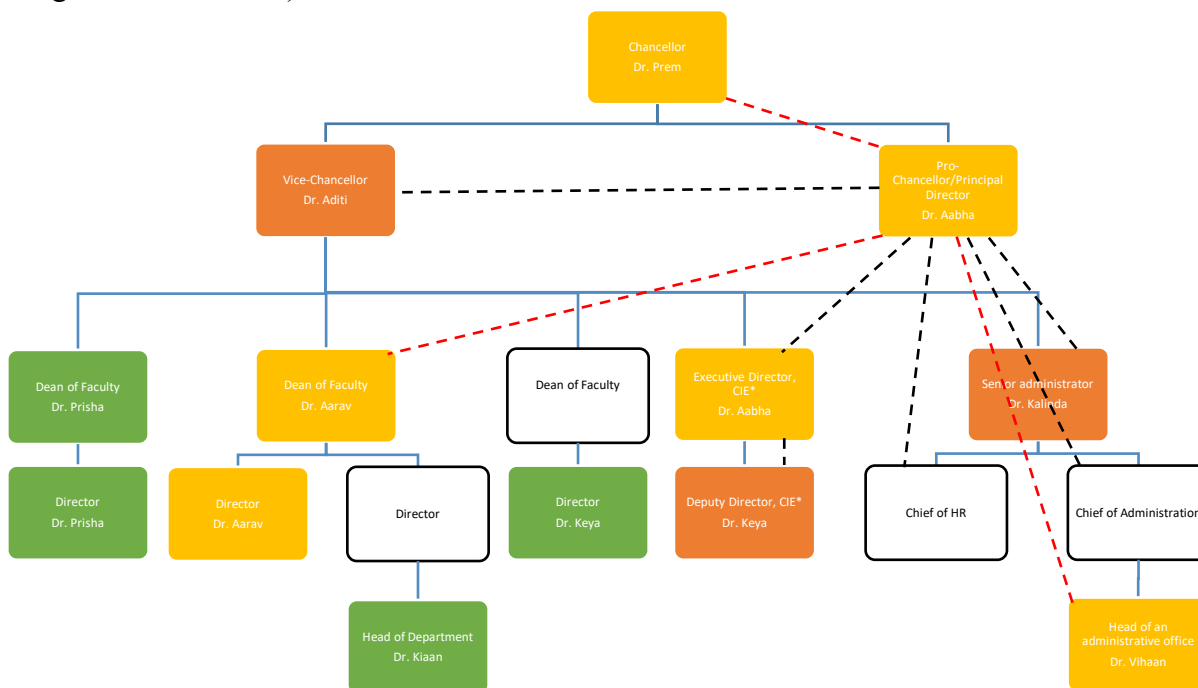 Chancellor
Dr. Prem
Vice-Chancellor
Dr. Aditi
Pro-
Chancellor/Principal
Director
Dr. Aabha
Dean of Faculty
Dr. Prisha
Dean of Faculty
Dr. Aarav
Dean of Faculty
Executive Director,
CIE*
Dr. Aabha
Senior administrator
Dr. Kalinda
Director
Dr. Prisha
Director
Dr. Aarav
Director
Director
Dr. Keya
Deputy Director, CIE*
Dr. Keya
Chief of HR
Chief of Administration
Head of Department
Dr. Kiaan
Head of an
administrative office
Dr. Vihaan